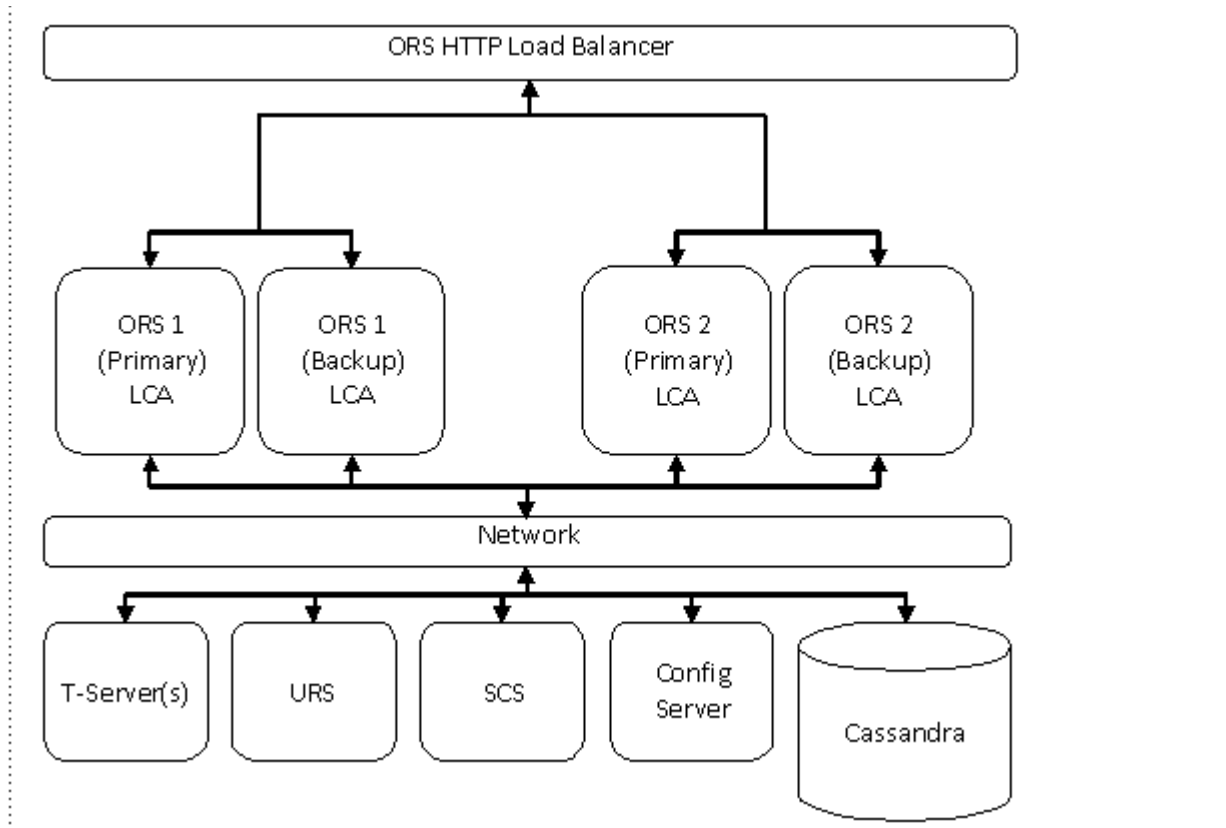 ORS HTTP Load Balancer
ORS 1
(Primary)
LCA
ORS 1
(Backup)
LCA
ORS 2
(Primary)
LCA
ORS 2
(Backup)
LCA
Network
T-Server(s)
URS
SCS
Config
Server
Cassandra